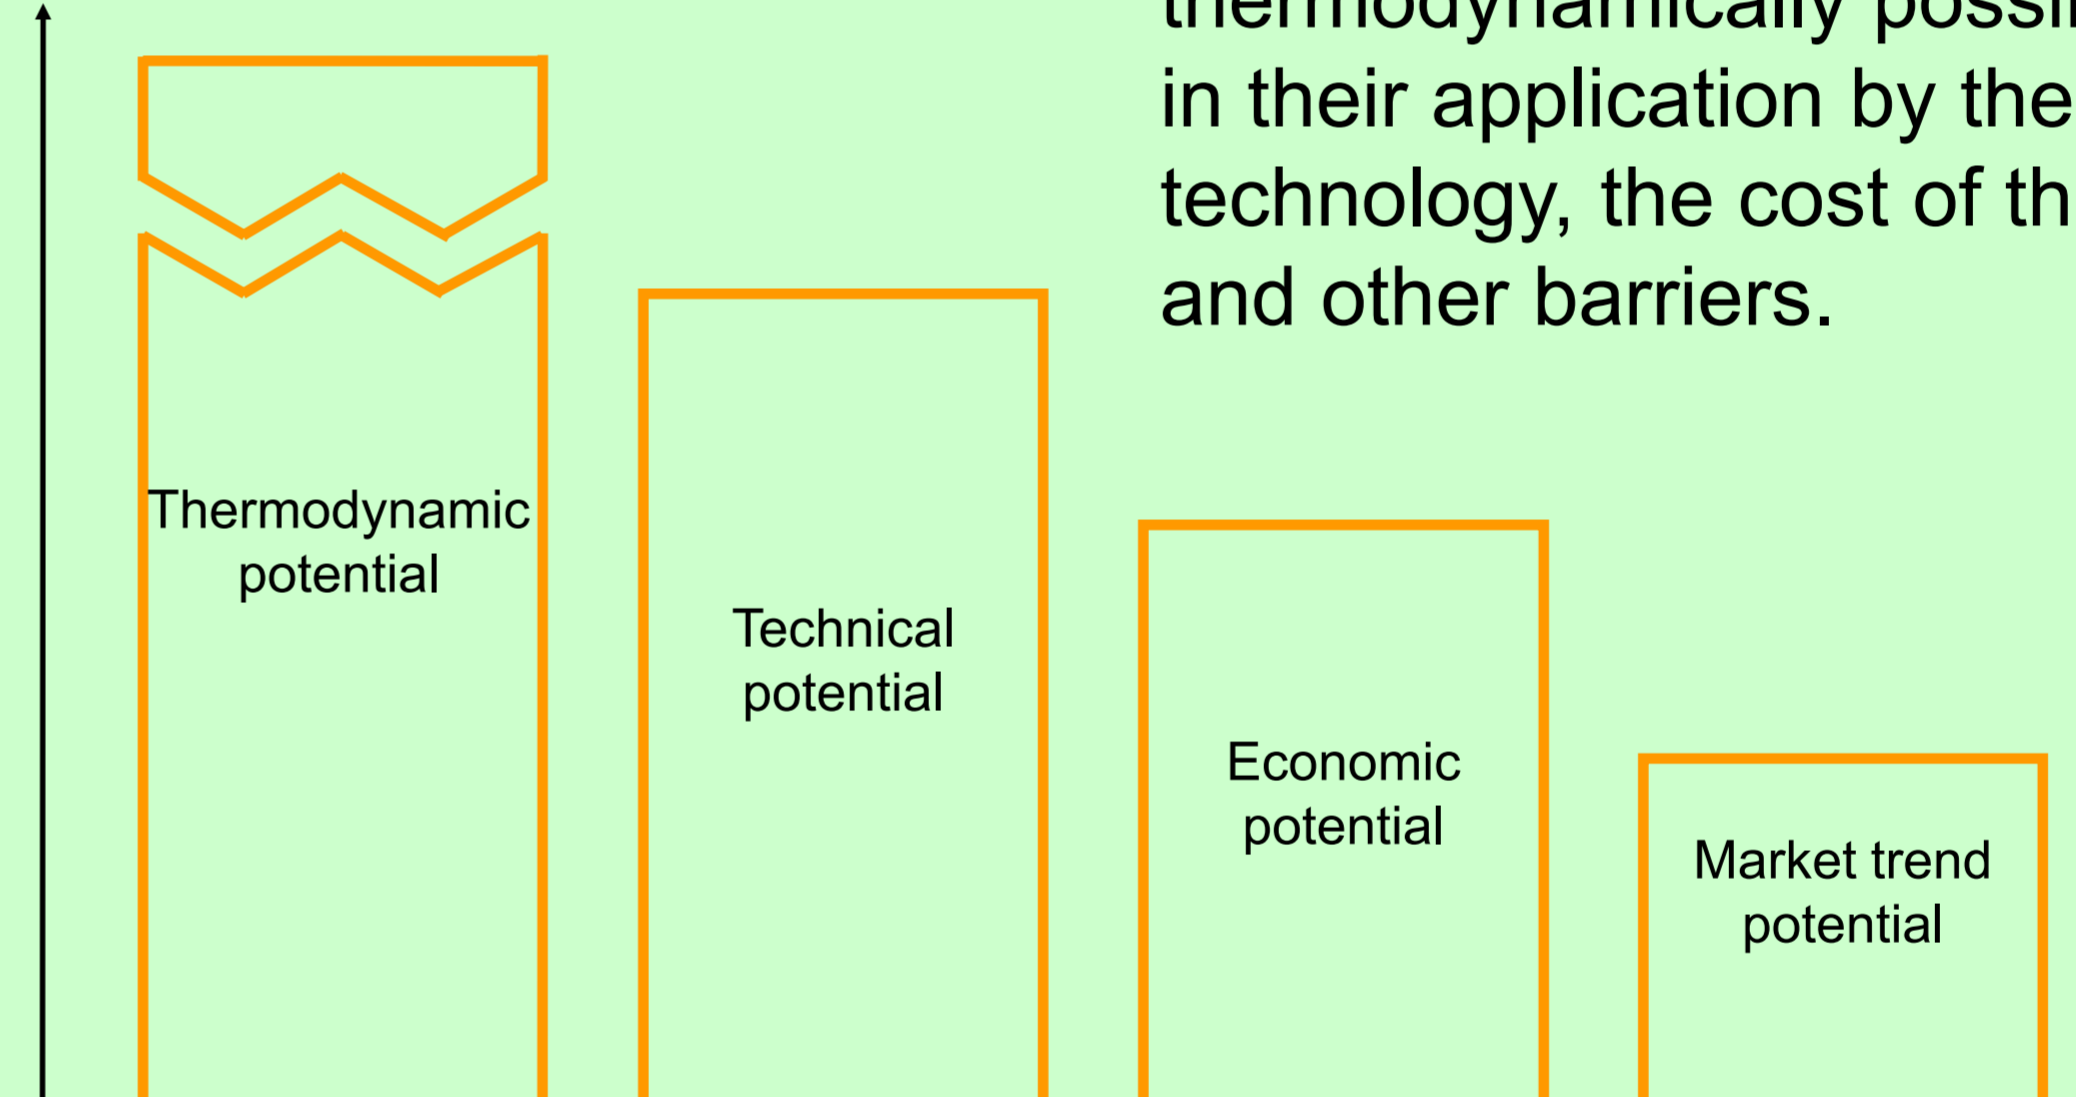 thermodynamically
in their application by the
technology, the cost of
and other barriers.
Thermodynamic
potential
Technical
potential
Economic
potential
Market trend
potential